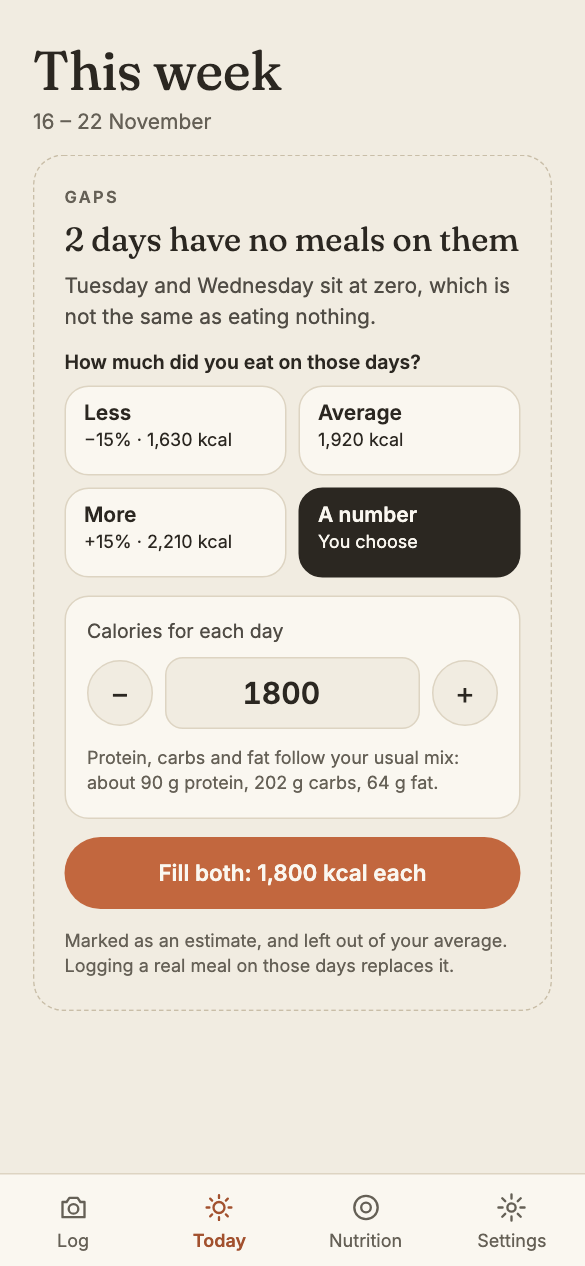 This week
16 – 22 November
GAPS
2 days have no meals on them
Tuesday and Wednesday sit at zero, which is
not the same as eating nothing.
How much did you eat on those days?
Less
−15% · 1,630 kcal
Average
1,920 kcal
More
+15% · 2,210 kcal
A number
You choose
Calories for each day
− 1800 +
Protein, carbs and fat follow your usual mix:
about 90 g protein, 202 g carbs, 64 g fat.
Fill both: 1,800 kcal each
Marked as an estimate, and left out of your average.
Logging a real meal on those days replaces it.
Log Today Nutrition Settings